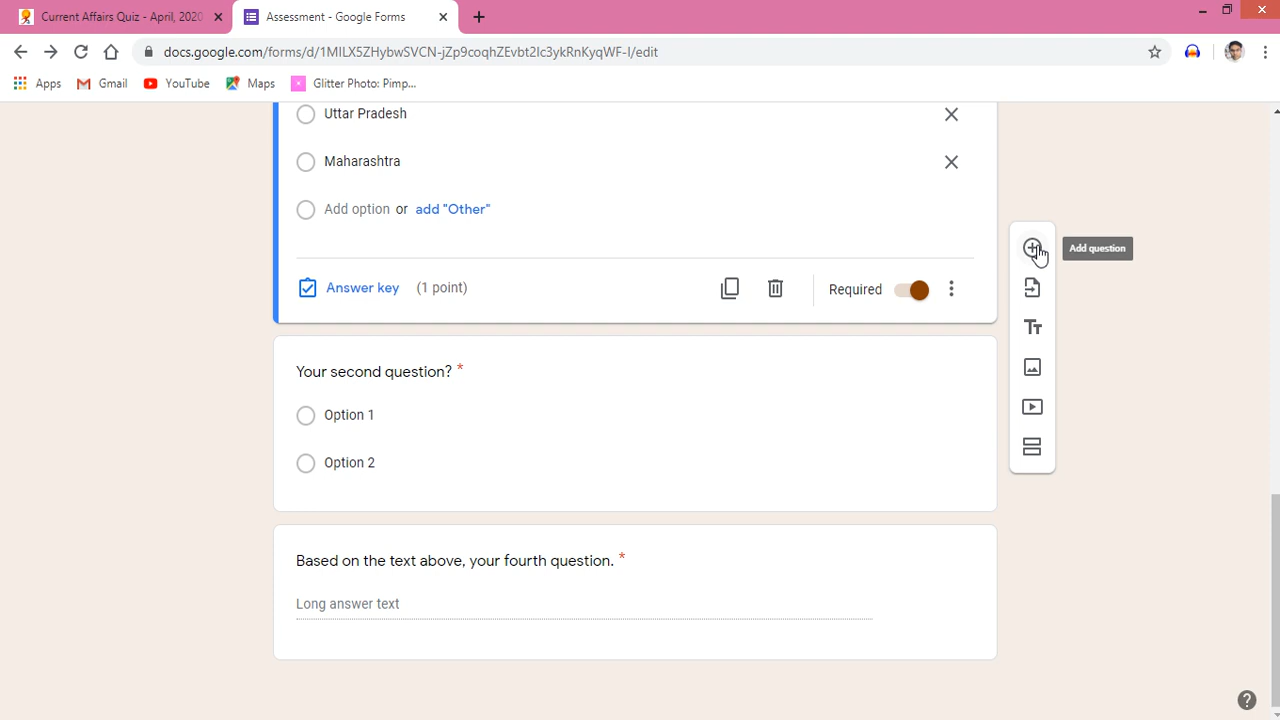 Current Affairs Quiz - April, 2020
Assessment - Google Forms
docs.google.com/forms/d/1MILX5ZHybwSVCN-jZp9coqhZEvbt2Ic3ykRnKyqWF-I/edit
Apps
Gmail
YouTube
Maps
Glitter Photo: Pimp...
Uttar Pradesh
Maharashtra
Add option or add "Other"
Add question
Answer key (1 point)
Required
Tт
Your second question? *
Option 1
Option 2
Based on the text above, your fourth question. *
Long answer text